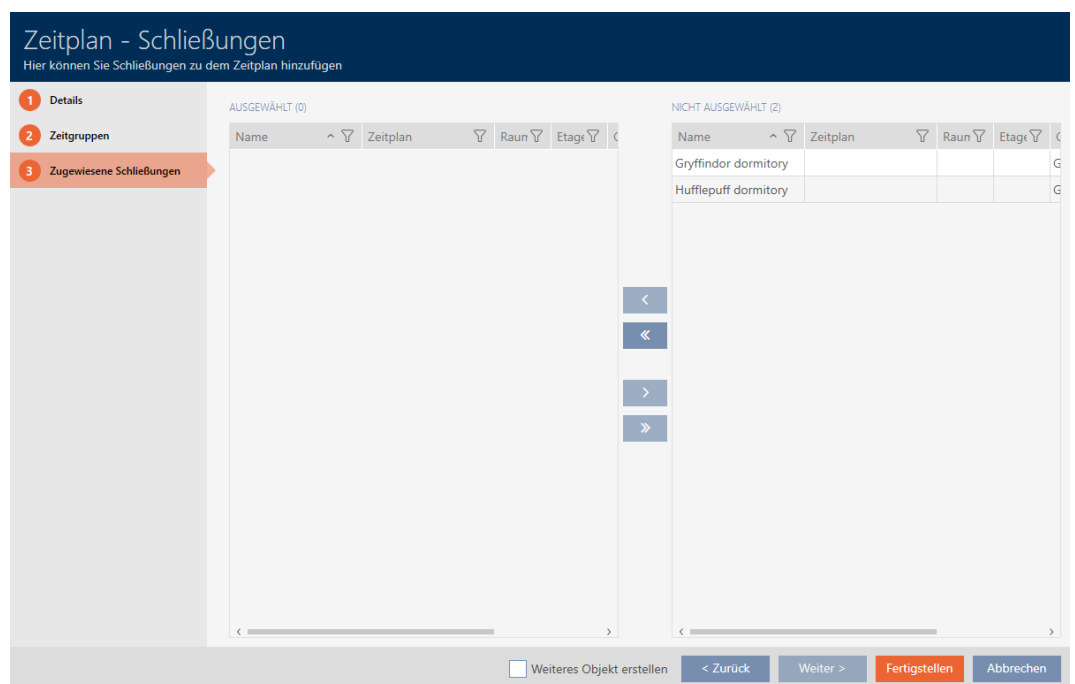 Zeitplan - Schließungen
Hier können Sie Schließungen zu dem Zeitplan hinzufügen
1 Details
2 Zeitgruppen
3 Zugewiesene Schließungen
AUSGEWÄHLT (0)
Name Zeitplan Raum Etage
NICHT AUSGEWÄHLT (2)
Name Zeitplan Raum Etage
Gryffindor dormitory G
Hufflepuff dormitory G
Weiteres Objekt erstellen < Zurück Weiter > Fertigstellen Abbrechen